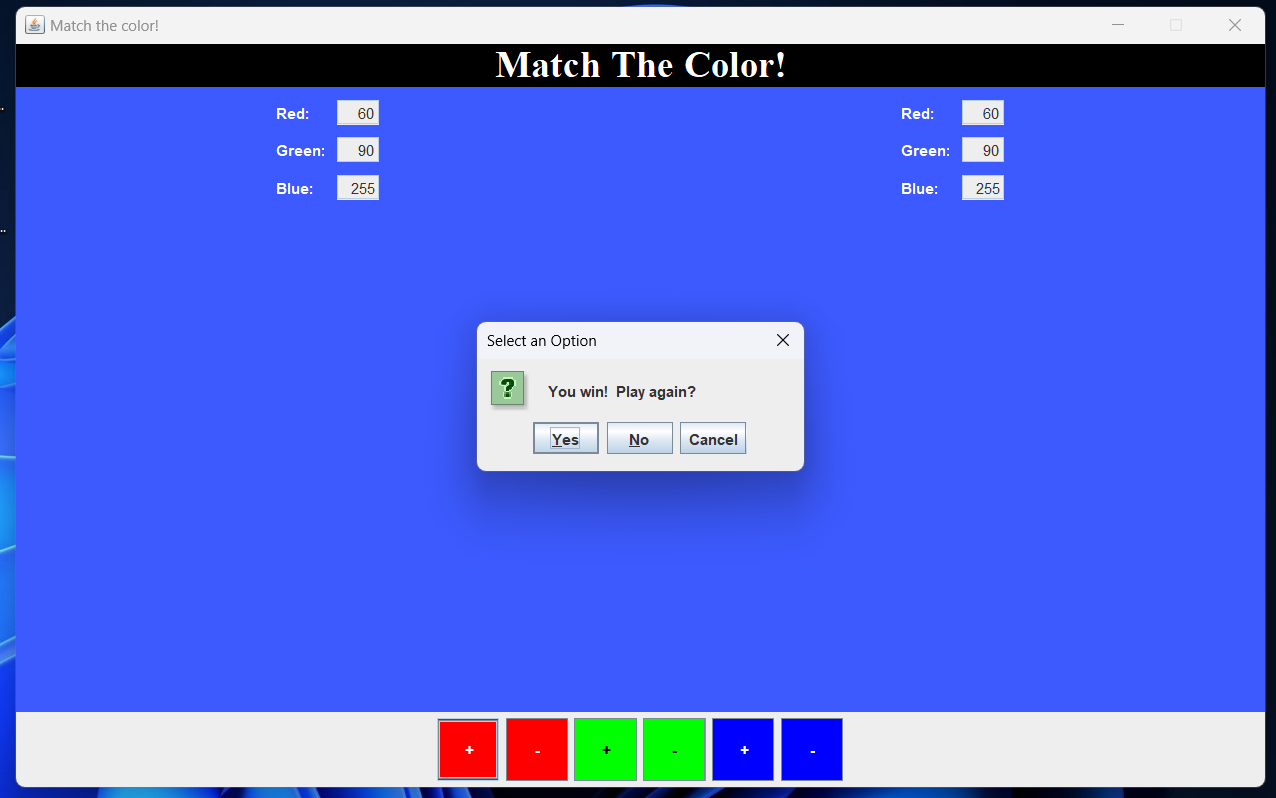 Match the color!
Match The Color!
Red: 60
Green: 90
Blue: 255
Red: 60
Green: 90
Blue: 255
Select an Option
?
You win! Play again?
Yes No Cancel
+ - + - + -